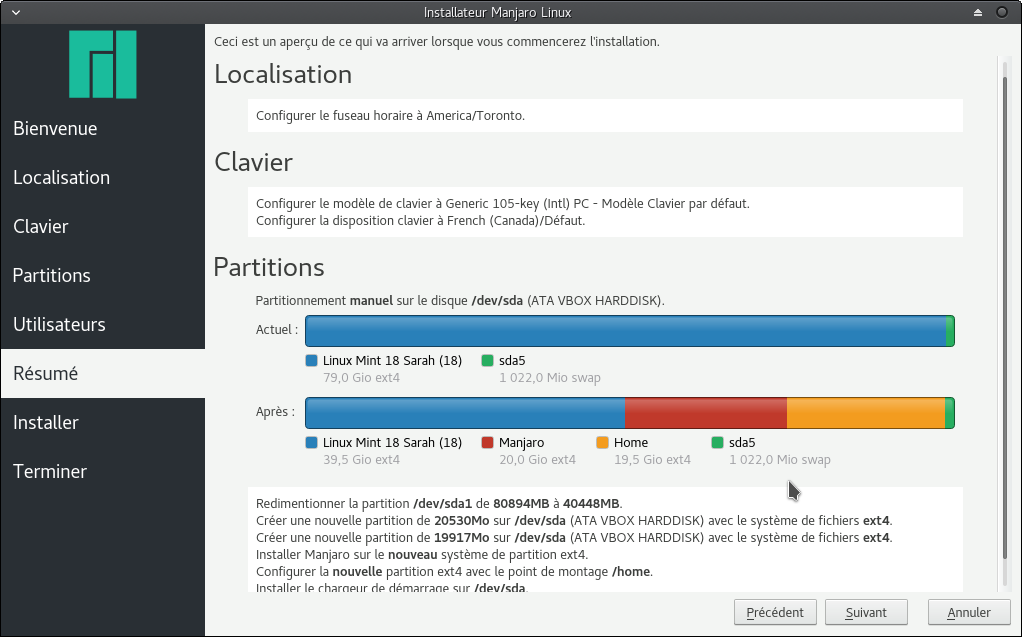 Installateur Manjaro Linux
Bienvenue
Localisation
Clavier
Partitions
Utilisateurs
Résumé
Installer
Terminer
Ceci est un aperçu de ce qui va arriver lorsque vous commencerez l'installation.
Localisation
Configurer le fuseau horaire à America/Toronto.
Clavier
Configurer le modèle de clavier à Generic 105-key (Intl) PC - Modèle Clavier par défaut.
Configurer la disposition clavier à French (Canada)/Défaut.
Partitions
Partitionnement manuel sur le disque /dev/sda (ATA VBOX HARDDISK).
Actuel :
Linux Mint 18 Sarah (18) sda5
79,0 Gio ext4 1 022,0 Mio swap
Après :
Linux Mint 18 Sarah (18) Manjaro Home sda5
39,5 Gio ext4 20,0 Gio ext4 19,5 Gio ext4 1 022,0 Mio swap
Redimentionner la partition /dev/sda1 de 80894MB à 40448MB.
Créer une nouvelle partition de 20530Mo sur /dev/sda (ATA VBOX HARDDISK) avec le système de fichiers ext4.
Créer une nouvelle partition de 19917Mo sur /dev/sda (ATA VBOX HARDDISK) avec le système de fichiers ext4.
Installer Manjaro sur le nouveau système de partition ext4.
Configurer la nouvelle partition ext4 avec le point de montage /home.
Installer le chargeur de démarrage sur /dev/sda.
Précédent Suivant Annuler